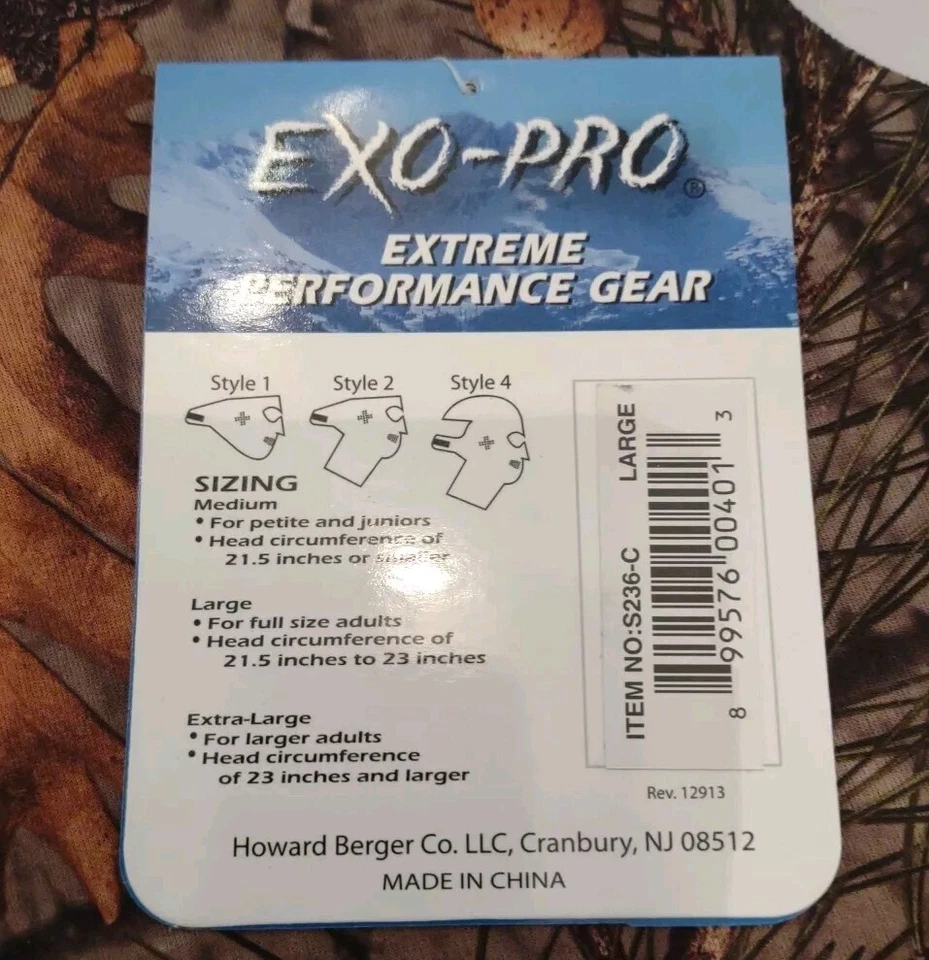 EXO-PRO®
EXTREME
PERFORMANCE GEAR
Style 1 Style 2 Style 4
SIZING
Medium
• For petite and juniors
• Head circumference of
21.5 inches or smaller
Large
• For full size adults
• Head circumference of
21.5 inches to 23 inches
Extra-Large
• For larger adults
• Head circumference
of 23 inches and larger
ITEM NO:S236-C LARGE
8 99576 00401 3
Rev. 12913
Howard Berger Co. LLC, Cranbury, NJ 08512
MADE IN CHINA